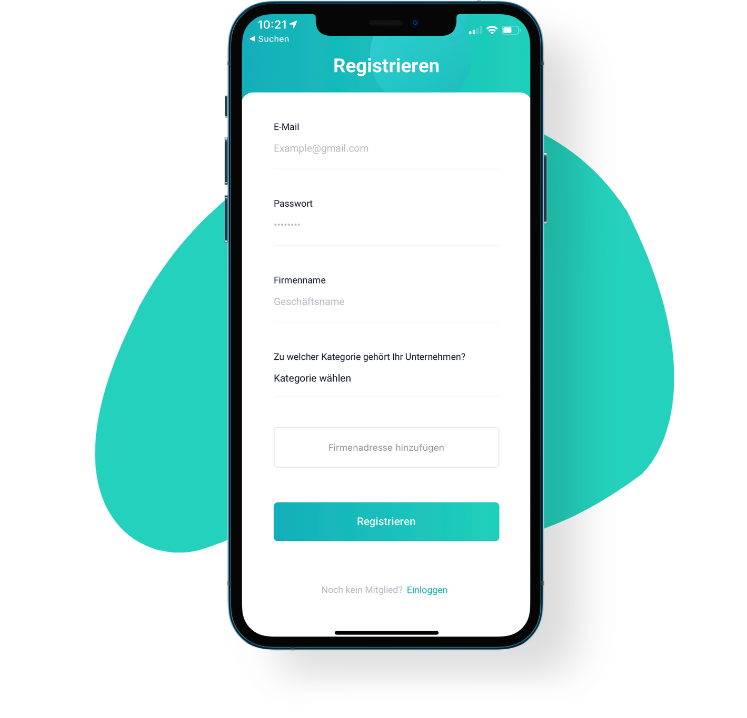 10:21
Suchen
Registrieren
E-Mail
Example@gmail.com
Passwort
Firmenname
Geschäftsname
Zu welcher Kategorie gehört Ihr Unternehmen?
Kategorie wählen
Firmenadresse hinzufügen
Registrieren
Noch kein Mitglied? Einloggen